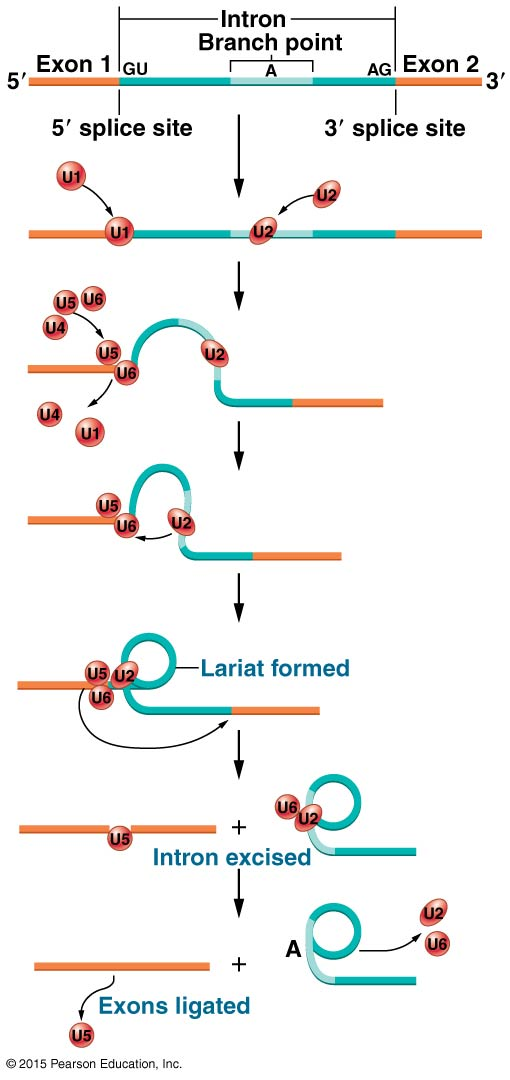 Intron
Branch point
Exon 1 GU A AG Exon 2
5′ 3′
5′ splice site 3′ splice site
U1 U2
U1 U2
U5 U6
U4
U5 U2
U6
U4
U1
U5
U6 U2
Lariat formed
U5 U2
U6
U6
U5 + U2
Intron excised
U2
A U6
+
Exons ligated
U5
© 2015 Pearson Education, Inc.